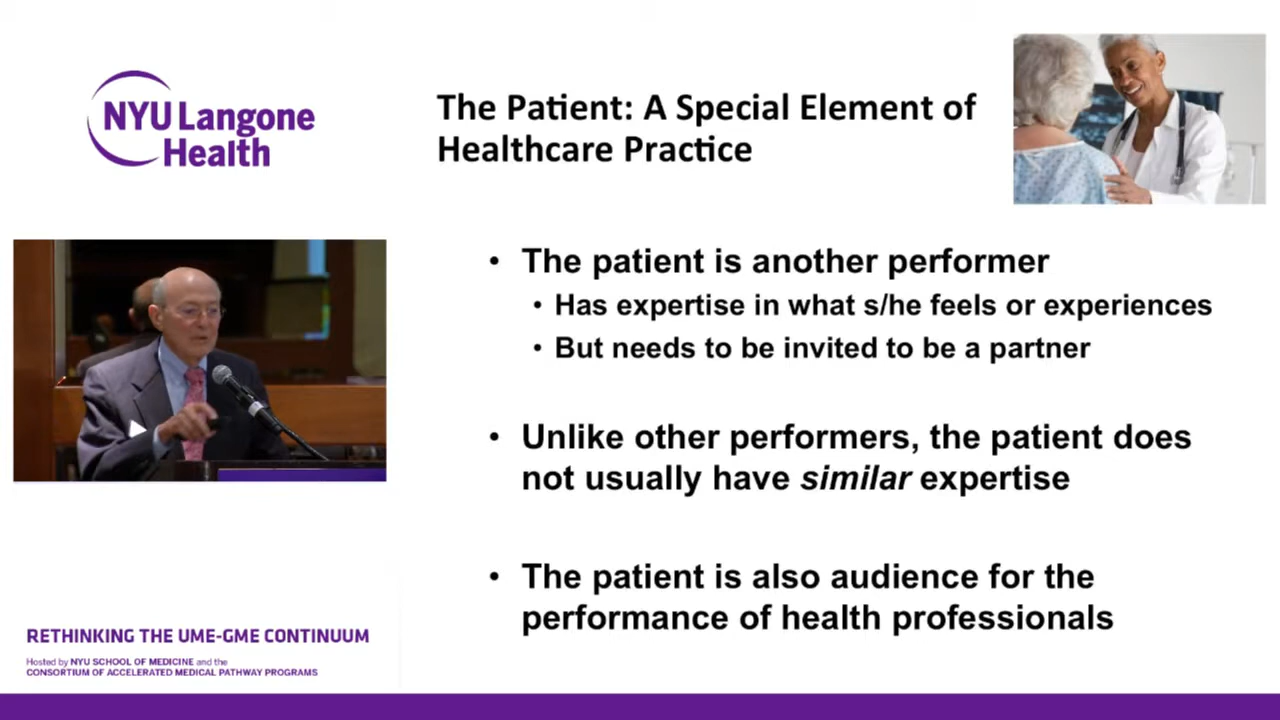 NYU Langone
Health
The Patient: A Special Element of
Healthcare Practice
• The patient is another performer
• Has expertise in what s/he feels or experiences
• But needs to be invited to be a partner
• Unlike other performers, the patient does
not usually have similar expertise
• The patient is also audience for the
performance of health professionals
RETHINKING THE UME-GME CONTINUUM
Hosted by NYU SCHOOL OF MEDICINE and the
CONSORTIUM OF ACCELERATED MEDICAL PATHWAY PROGRAMS